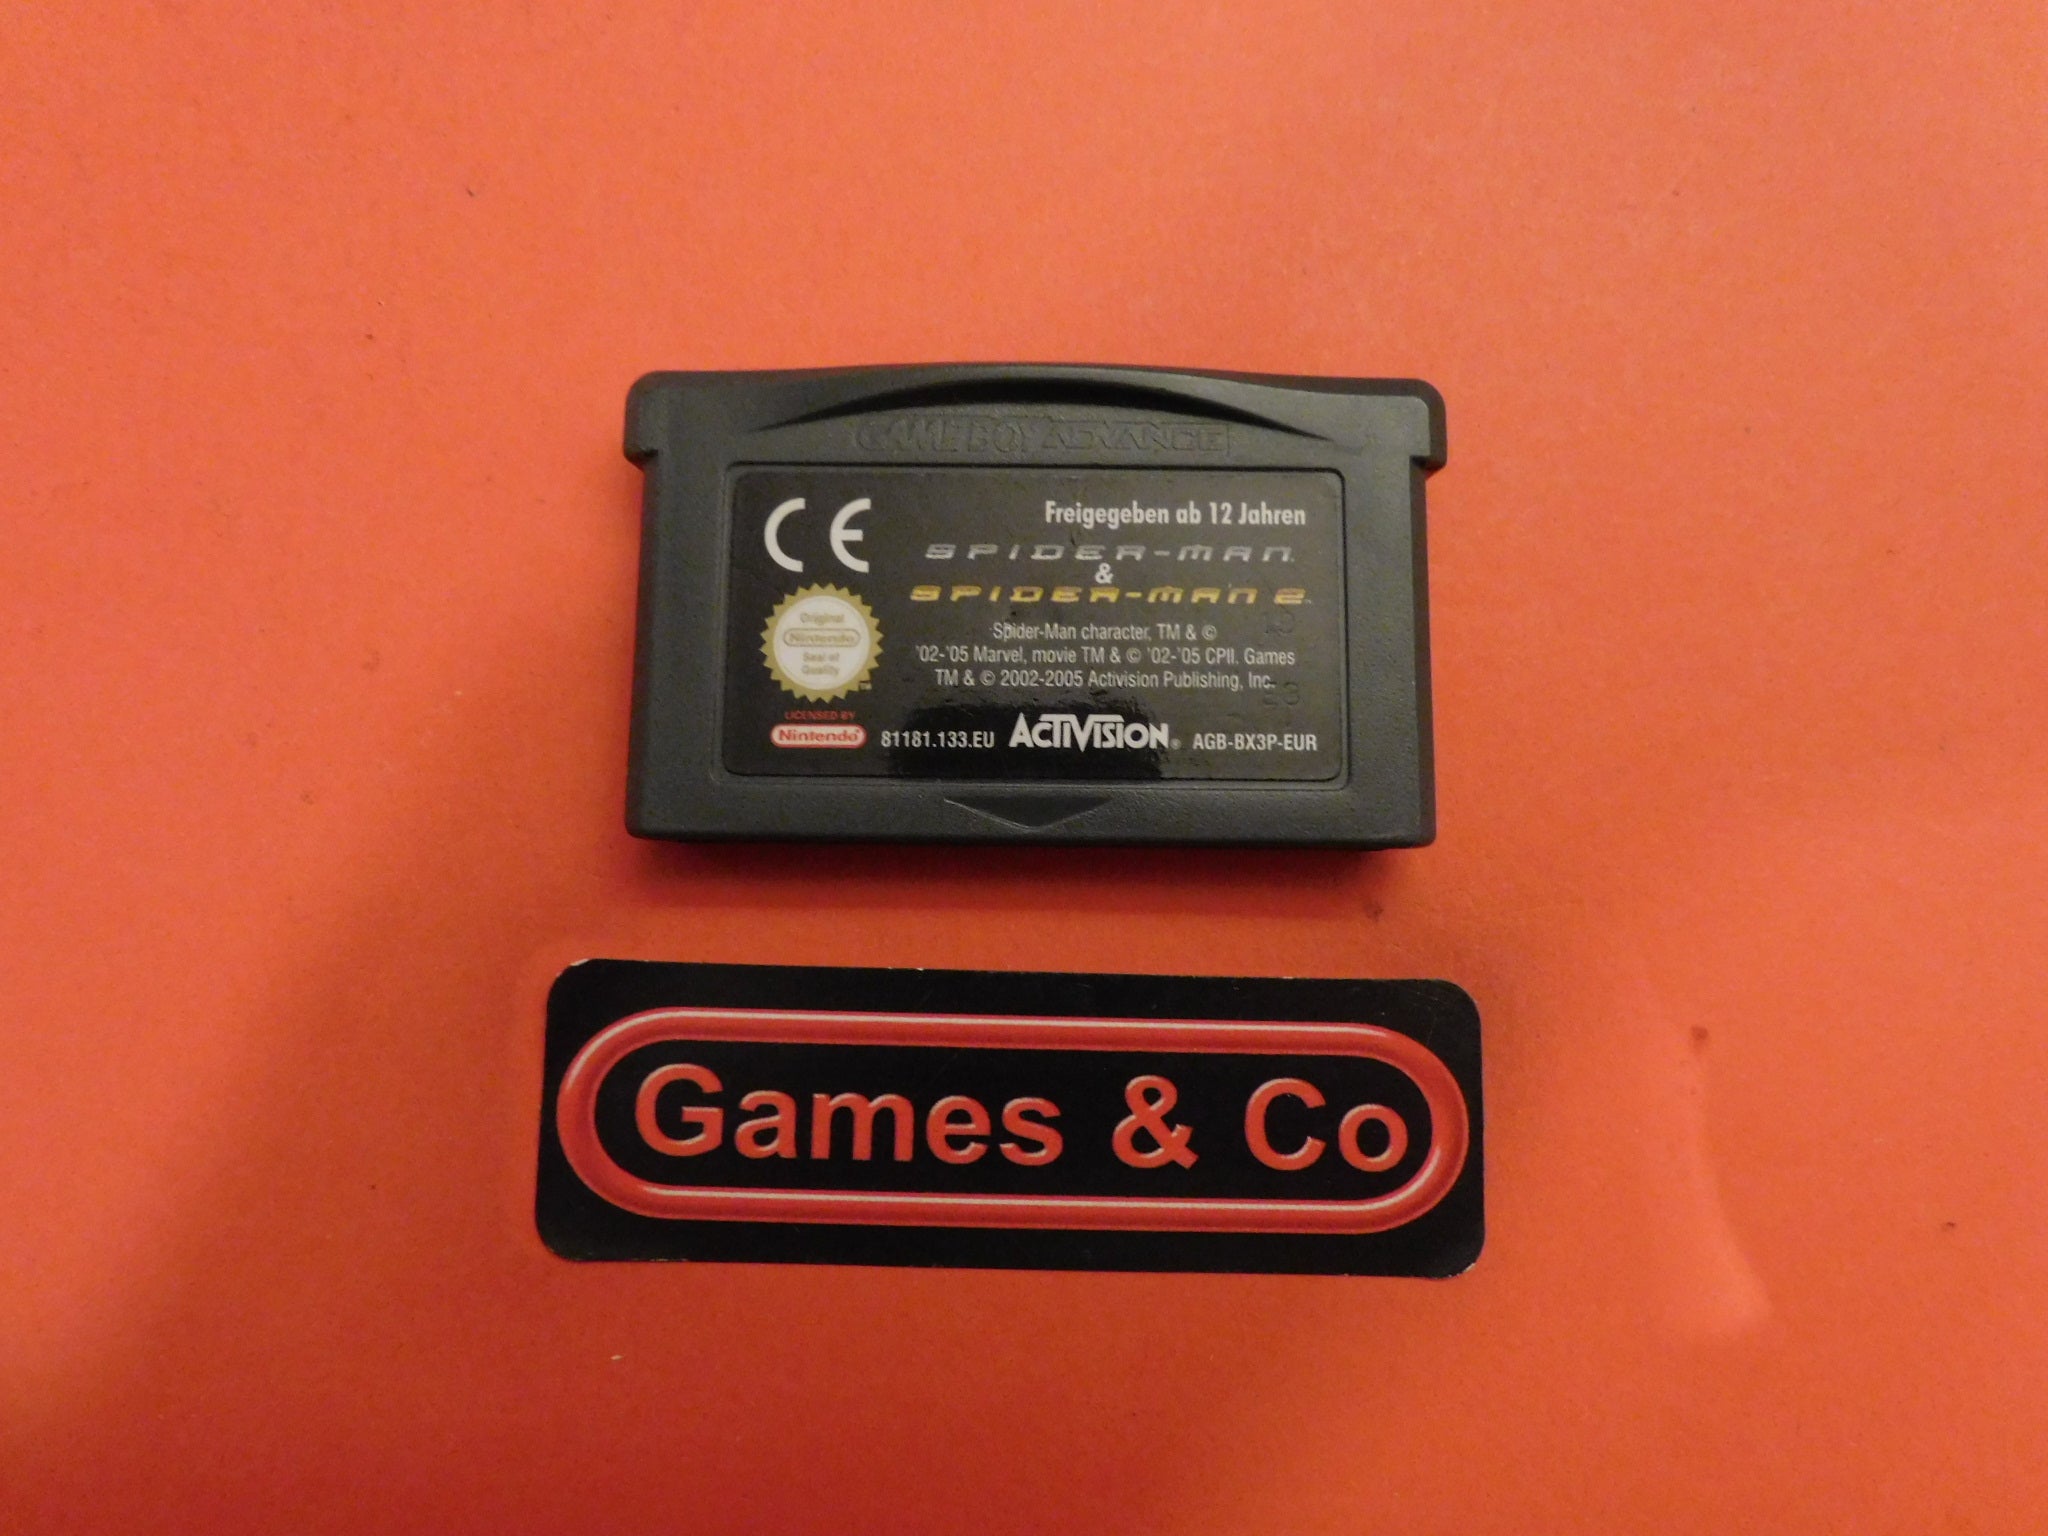 GAME BOY ADVANCE
CE
Freigegeben ab 12 Jahren
SPIDER-MAN
&
SPIDER-MAN 2
Original
Nintendo
Seal of
Quality
TM
Spider-Man character, TM & ©
'02-'05 Marvel, movie TM & © '02-'05 CPII. Games
TM & © 2002-2005 Activision Publishing, Inc.
LICENSED BY
Nintendo
81181.133.EU ACTIVISION® AGB-BX3P-EUR
Games & Co